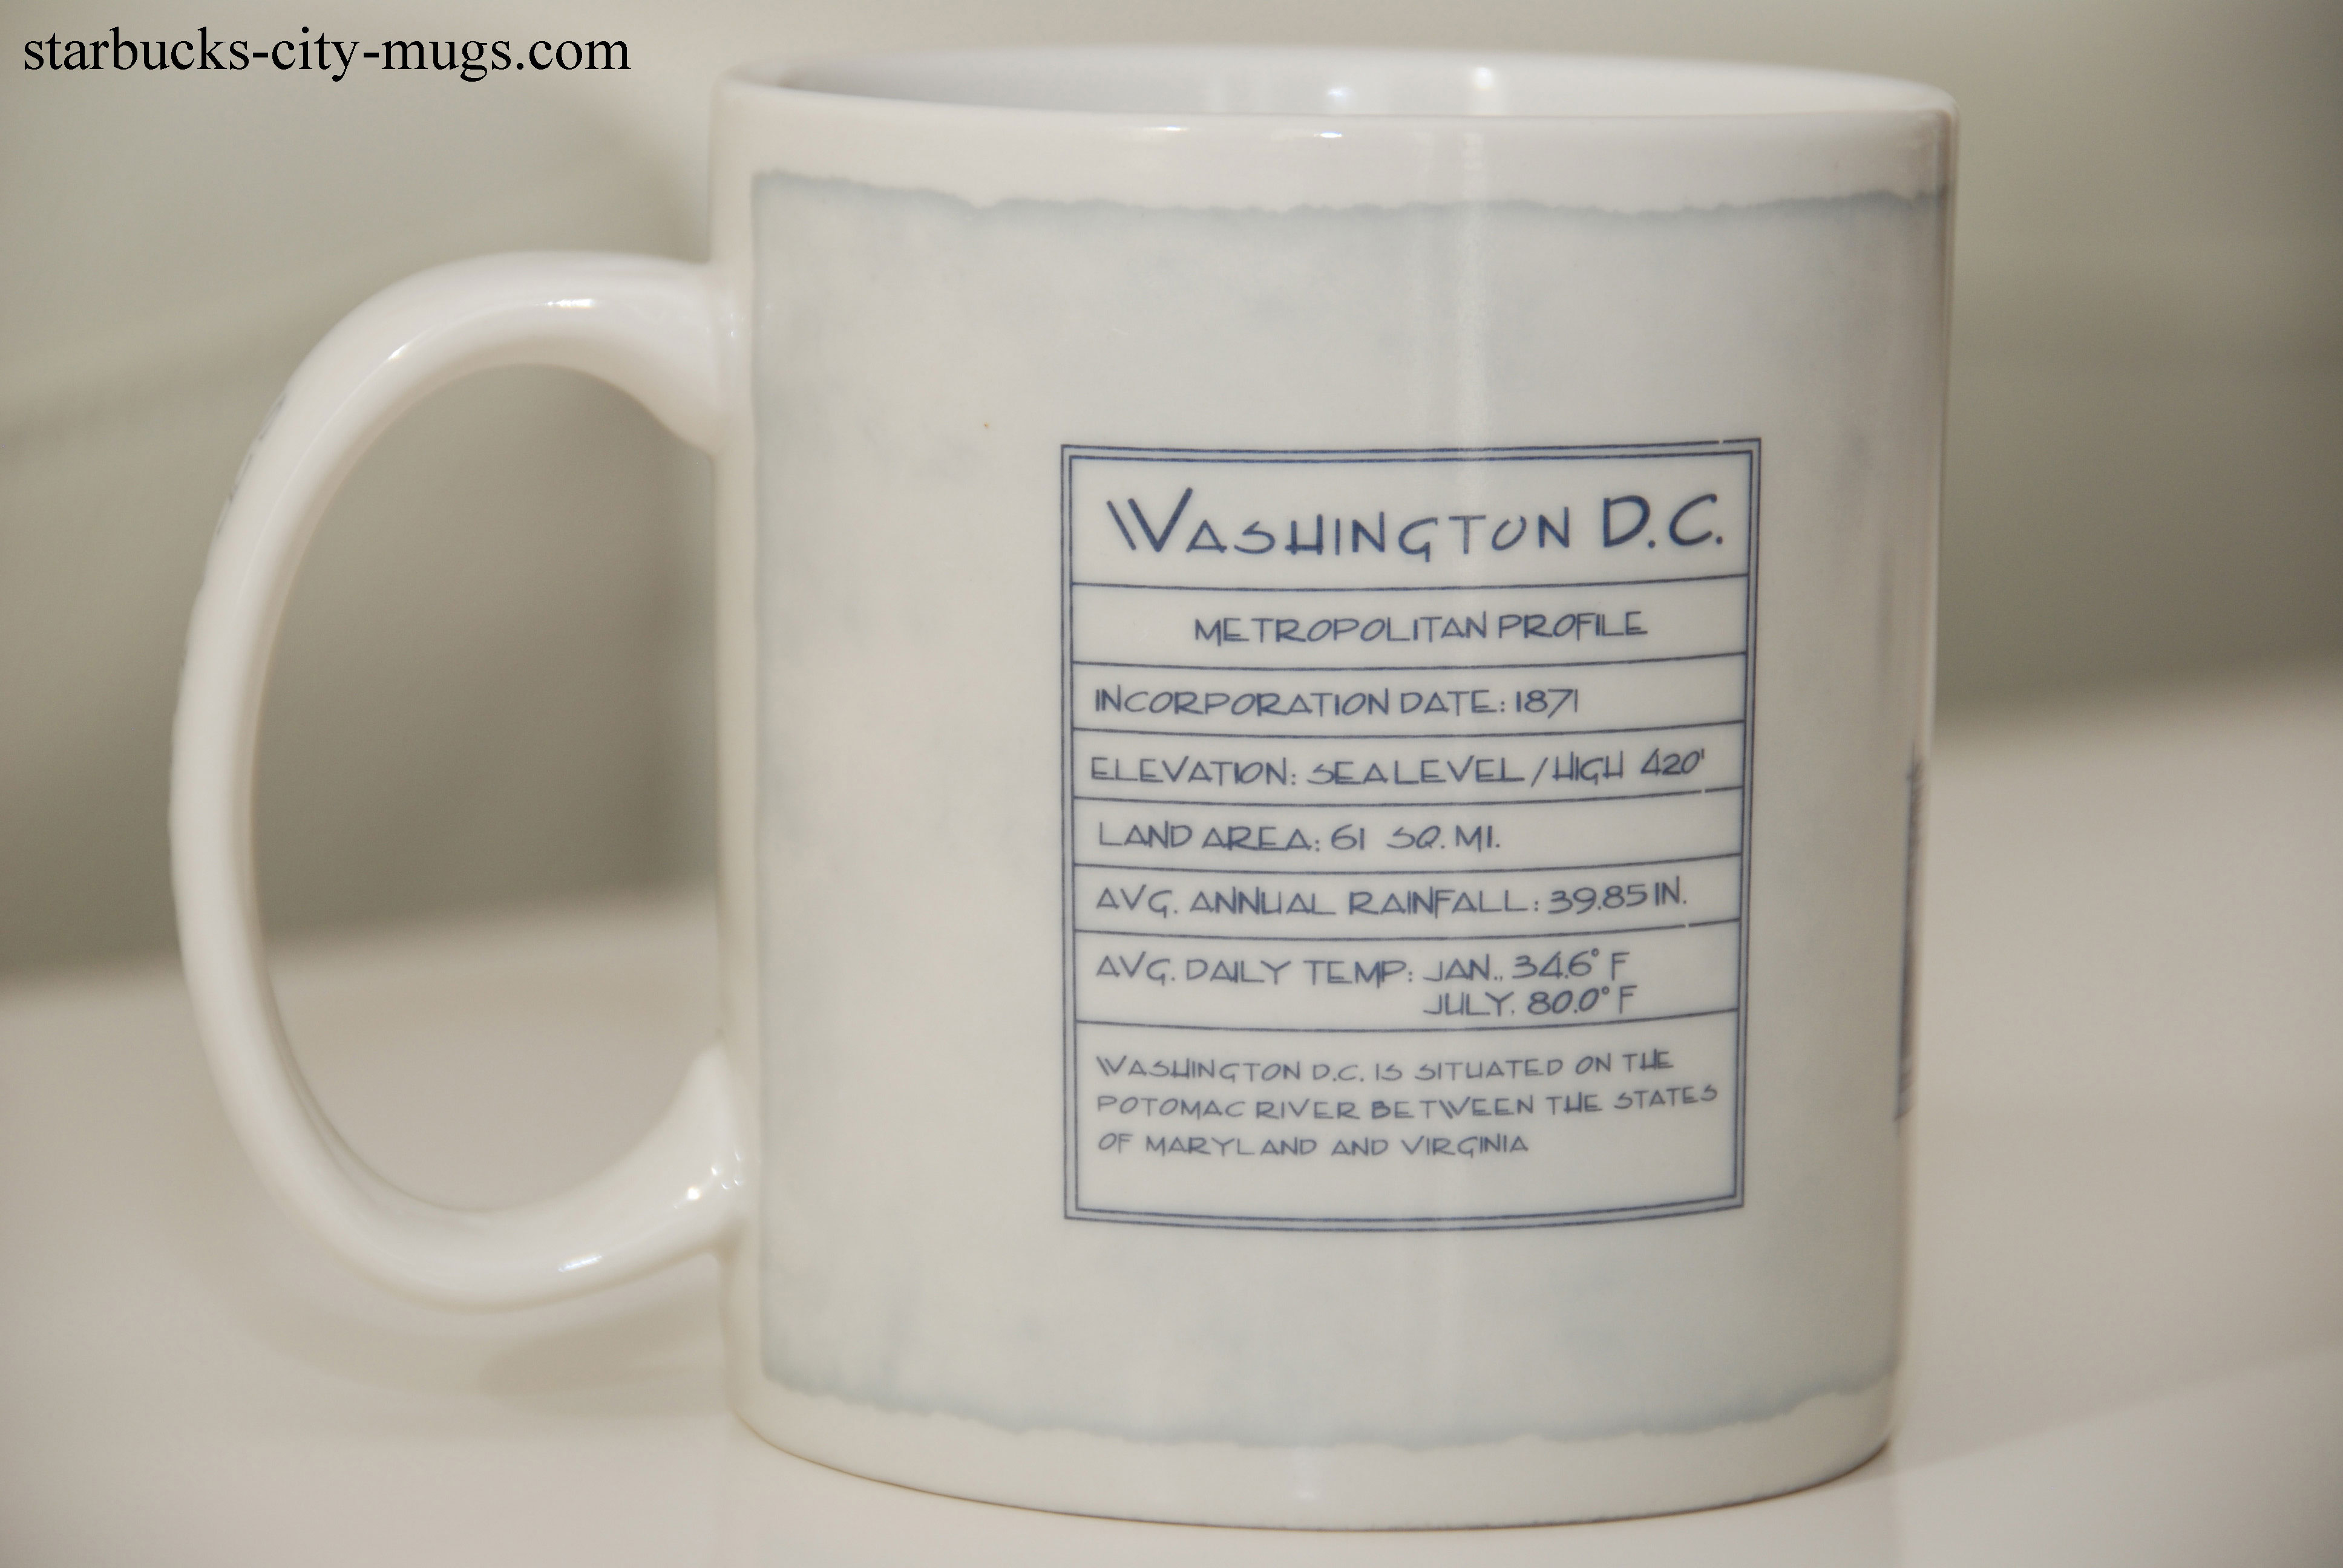 starbucks-city-mugs.com
WASHINGTON D.C.
METROPOLITAN PROFILE
INCORPORATION DATE: 1871
ELEVATION: SEA LEVEL / HIGH 420'
LAND AREA: 61 SQ. MI.
AVG. ANNUAL RAINFALL: 39.85 IN.
AVG. DAILY TEMP: JAN.. 34.6° F
JULY. 80.0° F
WASHINGTON D.C. IS SITUATED ON THE
POTOMAC RIVER BETWEEN THE STATES
OF MARYLAND AND VIRGINIA